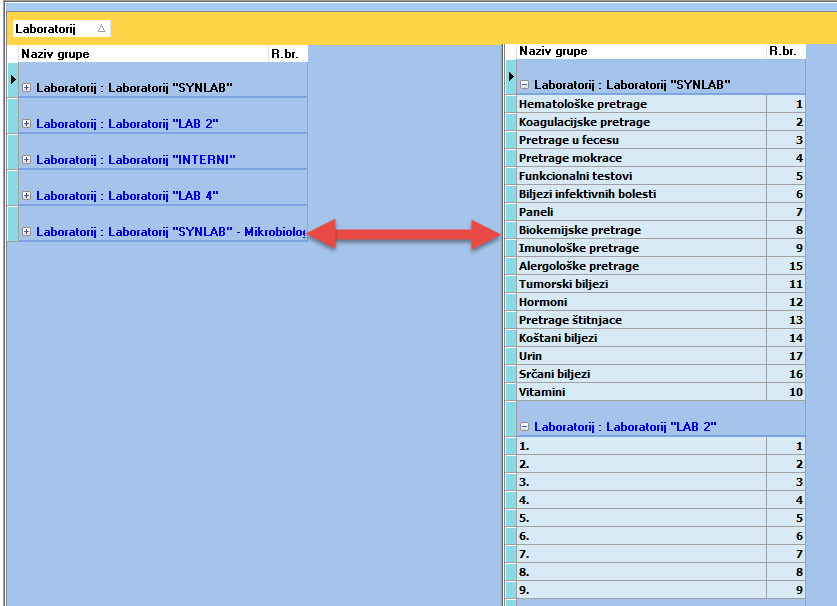 Laboratorij
Naziv grupe R.br.
Laboratorij : Laboratorij "SYNLAB"
Laboratorij : Laboratorij "LAB 2"
Laboratorij : Laboratorij "INTERNI"
Laboratorij : Laboratorij "LAB 4"
Laboratorij : Laboratorij "SYNLAB" - Mikrobiolo
Naziv grupe R.br.
Laboratorij : Laboratorij "SYNLAB"
Hematološke pretrage 1
Koagulacijske pretrage 2
Pretrage u fecesu 3
Pretrage mokrace 4
Funkcionalni testovi 5
Biljezi infektivnih bolesti 6
Paneli 7
Biokemijske pretrage 8
Imunološke pretrage 9
Alergološke pretrage 15
Tumorski biljezi 11
Hormoni 12
Pretrage štitnjace 13
Koštani biljezi 14
Urin 17
Srčani biljezi 16
Vitamini 10
Laboratorij : Laboratorij "LAB 2"
1. 1
2. 2
3. 3
4. 4
5. 5
6. 6
7. 7
8. 8
9. 9